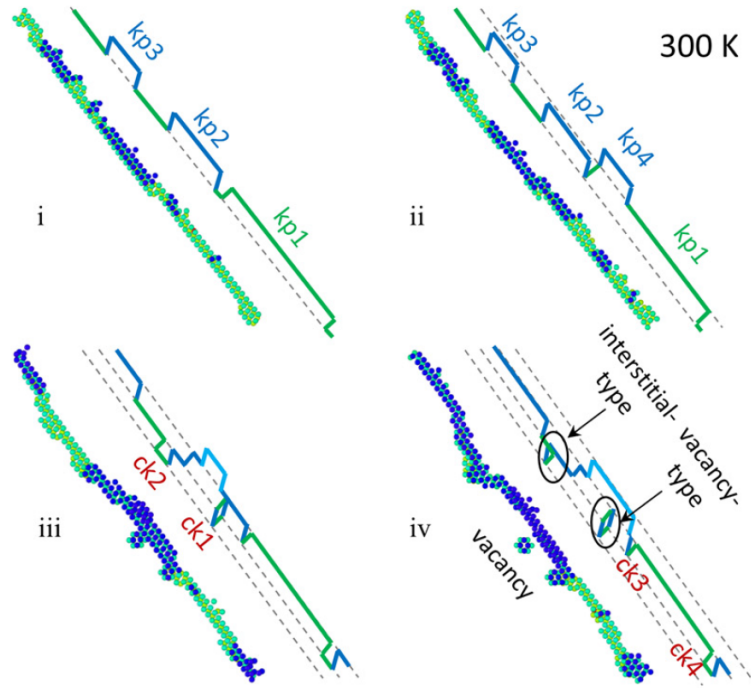 kp3
kp2
kp1
i
kp3
kp2
kp4
kp1
300 K
ii
ck2
ck1
iii
interstitial-
type
vacancy-
type
vacancy
ck3
ck4
iv